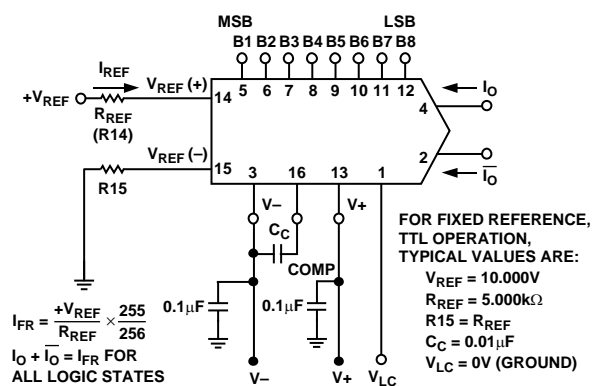 MSB LSB
B1 B2 B3 B4 B5 B6 B7 B8
I_REF
+V_REF
R_REF
(R14)
V_REF (+)
14 5 6 7 8 9 10 11 12
I_O
4
2
I̅_O̅
V_REF (–)
15 3 16 13 1
R15
V– V+
C_C
COMP
0.1μF 0.1μF
V– V+ V_LC
I_FR = +V_REF / R_REF × 255 / 256
I_O + I̅_O̅ = I_FR FOR
ALL LOGIC STATES
FOR FIXED REFERENCE,
TTL OPERATION,
TYPICAL VALUES ARE:
V_REF = 10.000V
R_REF = 5.000kΩ
R15 = R_REF
C_C = 0.01μF
V_LC = 0V (GROUND)